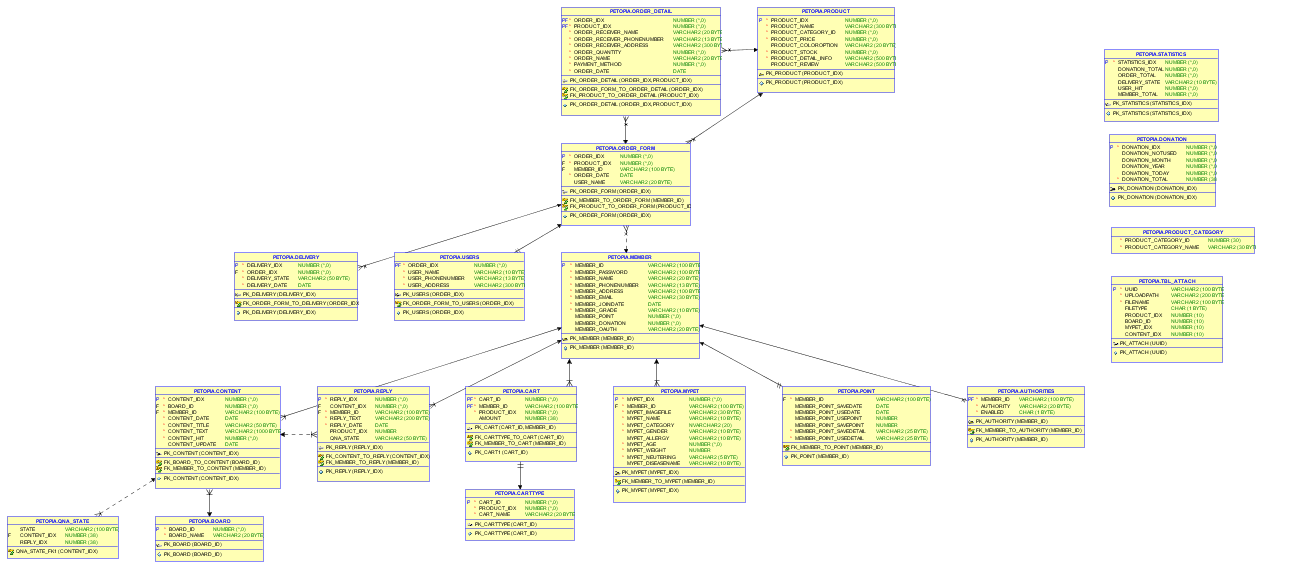 PETOPIA.ORDER_DETAIL
PF * ORDER_IDX NUMBER (*,0)
PF * PRODUCT_IDX NUMBER (*,0)
* ORDER_RECEIVER_NAME VARCHAR2 (20 BYTE
* ORDER_RECEIVER_PHONENUMBER VARCHAR2 (13 BYTE
* ORDER_RECEIVER_ADDRESS VARCHAR2 (300 BYT
* ORDER_QUANTITY NUMBER (*,0)
* ORDER_NAME VARCHAR2 (20 BYTE
* PAYMENT_METHOD NUMBER (*,0)
* ORDER_DATE DATE
PK_ORDER_DETAIL (ORDER_IDX, PRODUCT_IDX)
FK_ORDER_FORM_TO_ORDER_DETAIL (ORDER_IDX)
FK_PRODUCT_TO_ORDER_DETAIL (PRODUCT_IDX)
PK_ORDER_DETAIL (ORDER_IDX, PRODUCT_IDX)
PETOPIA.PRODUCT
P * PRODUCT_IDX NUMBER (*,0)
* PRODUCT_NAME VARCHAR2 (300 BYT
* PRODUCT_CATEGORY_ID NUMBER (*,0)
* PRODUCT_PRICE NUMBER (*,0)
* PRODUCT_COLOROPTION VARCHAR2 (20 BYTE
* PRODUCT_STOCK NUMBER (*,0)
* PRODUCT_DETAIL_INFO VARCHAR2 (500 BYT
PRODUCT_REVIEW VARCHAR2 (500 BYT
PK_PRODUCT (PRODUCT_IDX)
PK_PRODUCT (PRODUCT_IDX)
PETOPIA.STATISTICS
P * STATISTICS_IDX NUMBER (*,0)
DONATION_TOTAL NUMBER (*,0)
ORDER_TOTAL NUMBER (*,0)
DELIVERY_STATE VARCHAR2 (10 BYTE)
USER_HIT NUMBER (*,0)
MEMBER_TOTAL NUMBER (*,0)
PK_STATISTICS (STATISTICS_IDX)
PK_STATISTICS (STATISTICS_IDX)
PETOPIA.DONATION
P * DONATION_IDX NUMBER (*,0
DONATION_NOTUSED NUMBER (*,0
DONATION_MONTH NUMBER (*,0
DONATION_YEAR NUMBER (*,0
DONATION_TODAY NUMBER (*,0
* DONATION_TOTAL NUMBER (38
PK_DONATION (DONATION_IDX)
PK_DONATION (DONATION_IDX)
PETOPIA.ORDER_FORM
P * ORDER_IDX NUMBER (*,0)
F * PRODUCT_IDX NUMBER (*,0)
F MEMBER_ID VARCHAR2 (100 BYTE)
* ORDER_DATE DATE
USER_NAME VARCHAR2 (20 BYTE)
PK_ORDER_FORM (ORDER_IDX)
FK_MEMBER_TO_ORDER_FORM (MEMBER_ID)
FK_PRODUCT_TO_ORDER_FORM (PRODUCT_ID
PK_ORDER_FORM (ORDER_IDX)
PETOPIA.PRODUCT_CATEGORY
* PRODUCT_CATEGORY_ID NUMBER (30)
* PRODUCT_CATEGORY_NAME VARCHAR2 (30 BYTI
PETOPIA.DELIVERY
P * DELIVERY_IDX NUMBER (*,0)
F * ORDER_IDX NUMBER (*,0)
* DELIVERY_STATE VARCHAR2 (50 BYTE)
* DELIVERY_DATE DATE
PK_DELIVERY (DELIVERY_IDX)
FK_ORDER_FORM_TO_DELIVERY (ORDER_IDX
PK_DELIVERY (DELIVERY_IDX)
PETOPIA.USERS
PF * ORDER_IDX NUMBER (*,0)
* USER_NAME VARCHAR2 (10 BYTE
* USER_PHONENUMBER VARCHAR2 (13 BYTE
* USER_ADDRESS VARCHAR2 (300 BYT
PK_USERS (ORDER_IDX)
FK_ORDER_FORM_TO_USERS (ORDER_IDX)
PK_USERS (ORDER_IDX)
PETOPIA.MEMBER
P * MEMBER_ID VARCHAR2 (100 BYT
* MEMBER_PASSWORD VARCHAR2 (100 BYT
* MEMBER_NAME VARCHAR2 (20 BYTE
* MEMBER_PHONENUMBER VARCHAR2 (13 BYTE
* MEMBER_ADDRESS VARCHAR2 (100 BYT
* MEMBER_EMAIL VARCHAR2 (30 BYTE
* MEMBER_JOINDATE DATE
* MEMBER_GRADE VARCHAR2 (10 BYTE
MEMBER_POINT NUMBER (*,0)
MEMBER_DONATION NUMBER (*,0)
MEMBER_OAUTH VARCHAR2 (20 BYTE
PK_MEMBER (MEMBER_ID)
PK_MEMBER (MEMBER_ID)
PETOPIA.TBL_ATTACH
P * UUID VARCHAR2 (100 BYTE
* UPLOADPATH VARCHAR2 (200 BYTE
* FILENAME VARCHAR2 (100 BYTE
FILETYPE CHAR (1 BYTE)
PRODUCT_IDX NUMBER (10)
BOARD_ID NUMBER (10)
MYPET_IDX NUMBER (10)
CONTENT_IDX NUMBER (10)
PK_ATTACH (UUID)
PK_ATTACH (UUID)
PETOPIA.CONTENT
P * CONTENT_IDX NUMBER (*,0)
F * BOARD_ID NUMBER (*,0)
F * MEMBER_ID VARCHAR2 (100 BYTE)
* CONTENT_DATE DATE
* CONTENT_TITLE VARCHAR2 (50 BYTE)
* CONTENT_TEXT VARCHAR2 (1000 BYTE
CONTENT_HIT NUMBER (*,0)
CONTENT_UPDATE DATE
PK_CONTENT (CONTENT_IDX)
FK_BOARD_TO_CONTENT (BOARD_ID)
FK_MEMBER_TO_CONTENT (MEMBER_ID)
PK_CONTENT (CONTENT_IDX)
PETOPIA.REPLY
P * REPLY_IDX NUMBER (*,0)
F CONTENT_IDX NUMBER (*,0)
F * MEMBER_ID VARCHAR2 (100 BYTE
* REPLY_TEXT VARCHAR2 (200 BYTE
* REPLY_DATE DATE
PRODUCT_IDX NUMBER
QNA_STATE VARCHAR2 (50 BYTE)
PK_REPLY (REPLY_IDX)
FK_CONTENT_TO_REPLY (CONTENT_IDX)
FK_MEMBER_TO_REPLY (MEMBER_ID)
PK_REPLY (REPLY_IDX)
PETOPIA.CART
PF * CART_ID NUMBER (*,0)
PF * MEMBER_ID VARCHAR2 (100 BYTE
* PRODUCT_IDX NUMBER (*,0)
AMOUNT NUMBER (38)
PK_CART (CART_ID, MEMBER_ID)
FK_CARTTYPE_TO_CART (CART_ID)
FK_MEMBER_TO_CART (MEMBER_ID)
PK_CART1 (CART_ID)
PETOPIA.MYPET
P * MYPET_IDX NUMBER (*,0)
F * MEMBER_ID VARCHAR2 (100 BYTE)
* MYPET_IMAGEFILE VARCHAR2 (30 BYTE)
* MYPET_NAME VARCHAR2 (10 BYTE)
* MYPET_CATEGORY NVARCHAR2 (20)
* MYPET_GENDER VARCHAR2 (10 BYTE)
* MYPET_ALLERGY VARCHAR2 (10 BYTE)
* MYPET_AGE NUMBER (*,0)
* MYPET_WEIGHT NUMBER
* MYPET_NEUTERING VARCHAR2 (5 BYTE)
* MYPET_DISEASENAME VARCHAR2 (10 BYTE)
PK_MYPET (MYPET_IDX)
FK_MEMBER_TO_MYPET (MEMBER_ID)
PK_MYPET (MYPET_IDX)
PETOPIA.POINT
PF * MEMBER_ID VARCHAR2 (100 BYTE)
MEMBER_POINT_SAVEDATE DATE
MEMBER_POINT_USEDATE DATE
MEMBER_POINT_USEPOINT NUMBER
MEMBER_POINT_SAVEPOINT NUMBER
MEMBER_POINT_SAVEDETAIL VARCHAR2 (25 BYTE)
MEMBER_POINT_USEDETAIL VARCHAR2 (25 BYTE)
FK_MEMBER_TO_POINT (MEMBER_ID)
PK_POINT (MEMBER_ID)
PETOPIA.AUTHORITIES
PF * MEMBER_ID VARCHAR2 (100 BYTE)
* AUTHORITY VARCHAR2 (20 BYTE)
* ENABLED CHAR (1 BYTE)
PK_AUTHORITY (MEMBER_ID)
FK_MEMBER_TO_AUTHORITY (MEMBER_ID)
PK_AUTHORITY (MEMBER_ID)
PETOPIA.CARTTYPE
P * CART_ID NUMBER (*,0)
* PRODUCT_IDX NUMBER (*,0)
* CART_NAME VARCHAR2 (20 BYTE
PK_CARTTYPE (CART_ID)
PK_CARTTYPE (CART_ID)
PETOPIA.QNA_STATE
STATE VARCHAR2 (100 BYTE
F CONTENT_IDX NUMBER (38)
REPLY_IDX NUMBER (38)
QNA_STATE_FK1 (CONTENT_IDX)
PETOPIA.BOARD
P * BOARD_ID NUMBER (*,0)
* BOARD_NAME VARCHAR2 (20 BYTE
PK_BOARD (BOARD_ID)
PK_BOARD (BOARD_ID)